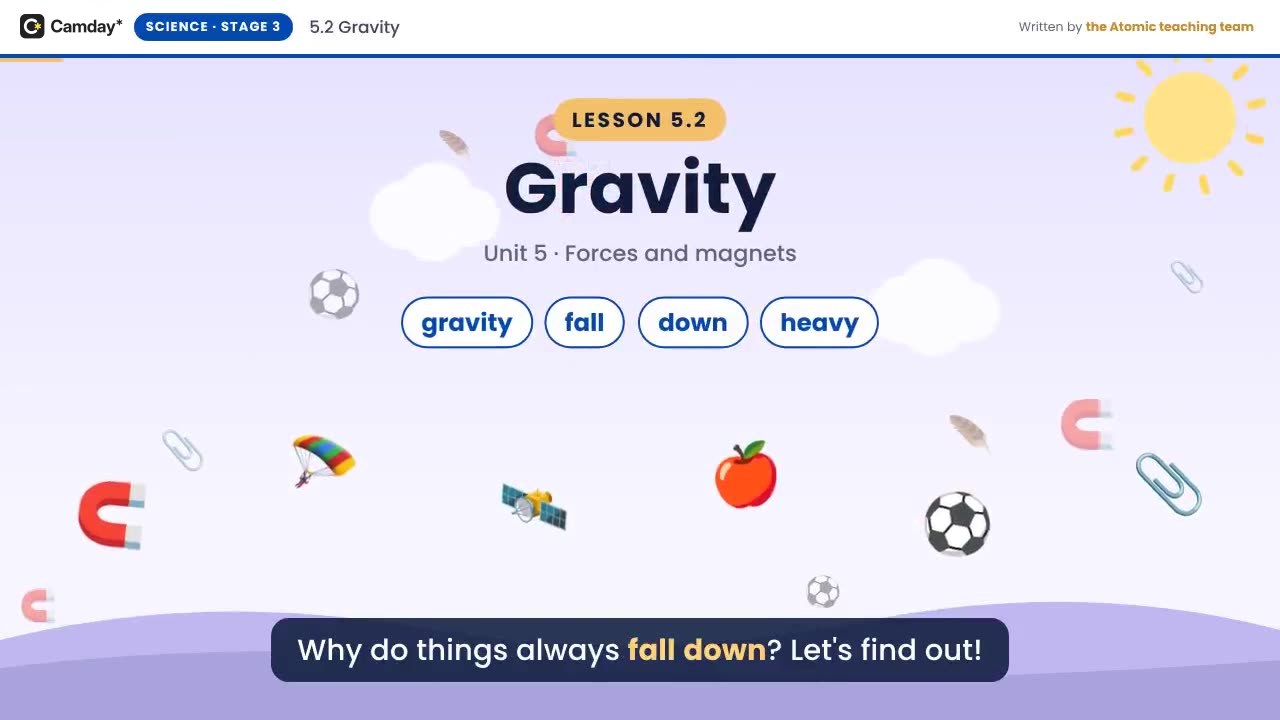 Camday*
SCIENCE · STAGE 3
5.2 Gravity
Written by the Atomic teaching team
LESSON 5.2
Gravity
Unit 5 · Forces and magnets
gravity
fall
down
heavy
Why do things always fall down? Let's find out!